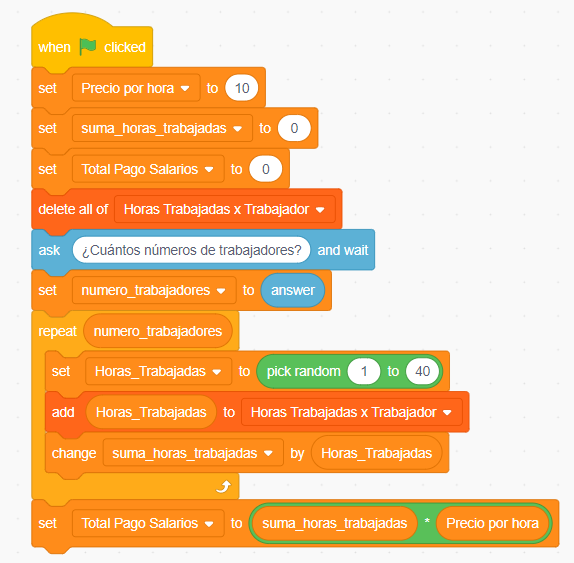 when clicked
set Precio por hora to 10
set suma_horas_trabajadas to 0
set Total Pago Salarios to 0
delete all of Horas Trabajadas x Trabajador
ask ¿Cuántos números de trabajadores? and wait
set numero_trabajadores to answer
repeat numero_trabajadores
set Horas_Trabajadas to pick random 1 to 40
add Horas_Trabajadas to Horas Trabajadas x Trabajador
change suma_horas_trabajadas by Horas_Trabajadas
set Total Pago Salarios to suma_horas_trabajadas * Precio por hora